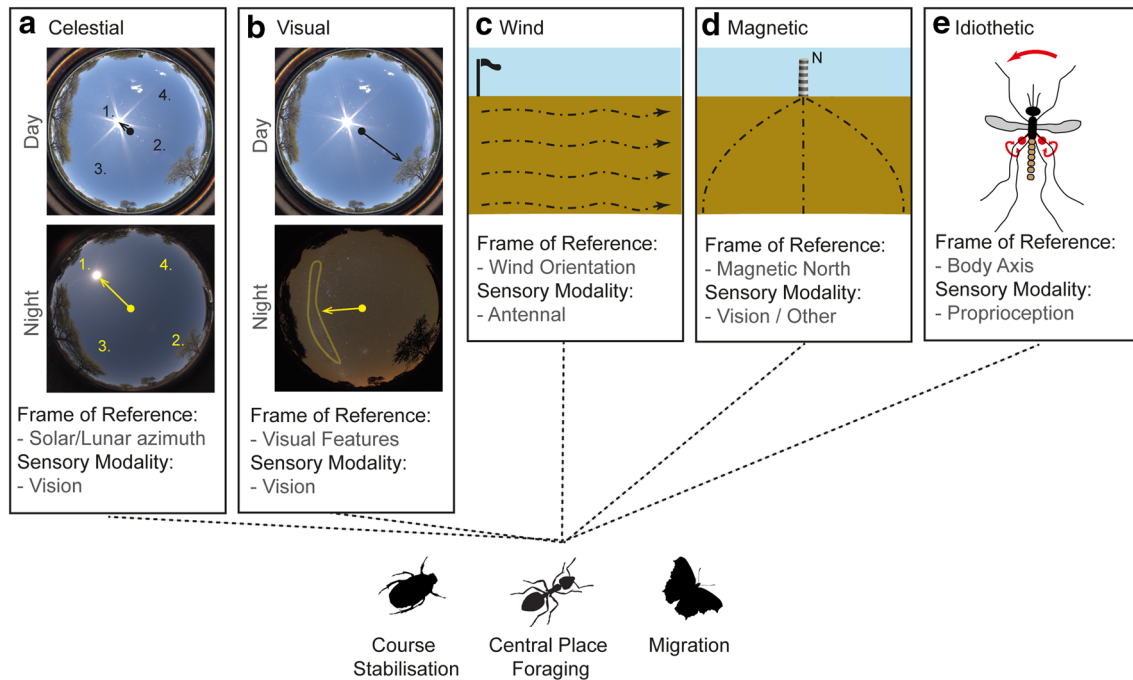 a Celestial
Day
1.
4.
2.
3.
Night
1.
4.
3.
2.
Frame of Reference:
- Solar/Lunar azimuth
Sensory Modality:
- Vision
b Visual
Day
Night
Frame of Reference:
- Visual Features
Sensory Modality:
- Vision
c Wind
Frame of Reference:
- Wind Orientation
Sensory Modality:
- Antennal
d Magnetic
N
Frame of Reference:
- Magnetic North
Sensory Modality:
- Vision / Other
e Idiothetic
Frame of Reference:
- Body Axis
Sensory Modality:
- Proprioception
Course
Stabilisation
Central Place
Foraging
Migration